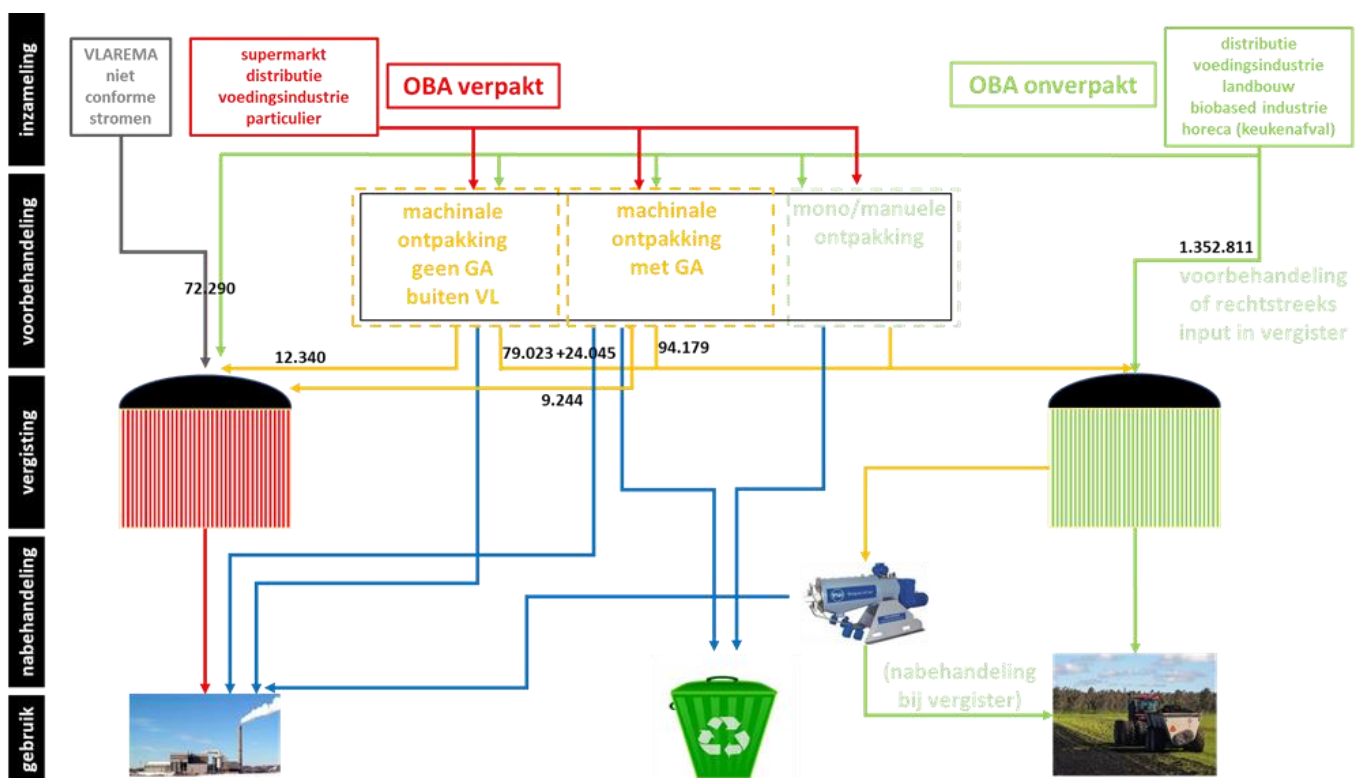 inzameling
VLAREMA
niet
conforme
stromen
supermarkt
distributie
voedingsindustrie
particulier
OBA verpakt
OBA onverpakt
distributie
voedingsindustrie
landbouw
biobased industrie
horeca (keukenafval)
voorbehandeling
machinale
ontpakking
geen GA
buiten VL
machinale
ontpakking
met GA
mono/manuele
ontpakking
1.352.811
voorbehandeling
of rechtstreeks
input in vergister
72.290
12.340
79.023 +24.045
94.179
9.244
vergisting
nabehandeling
(nabehandeling
bij vergister)
gebruik